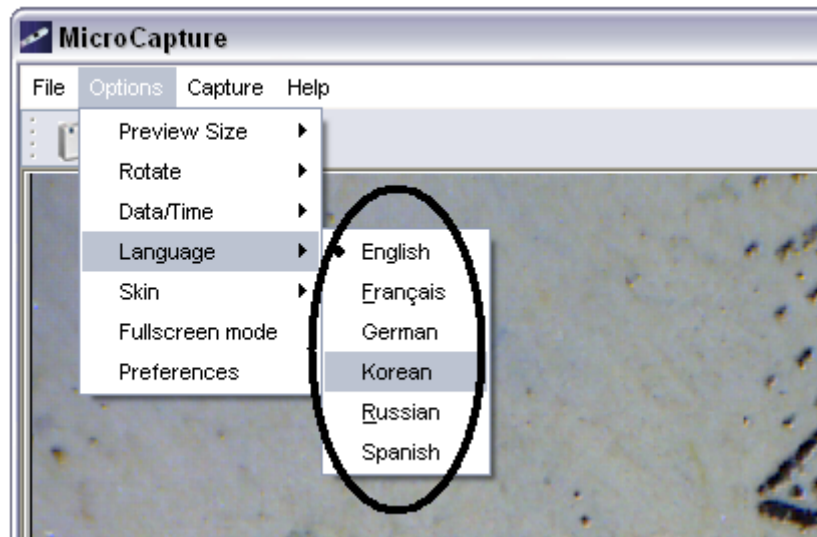 MicroCapture
File Options Capture Help
Preview Size
Rotate
Data/Time
Language
Skin
Fullscreen mode
Preferences
English
Français
German
Korean
Russian
Spanish